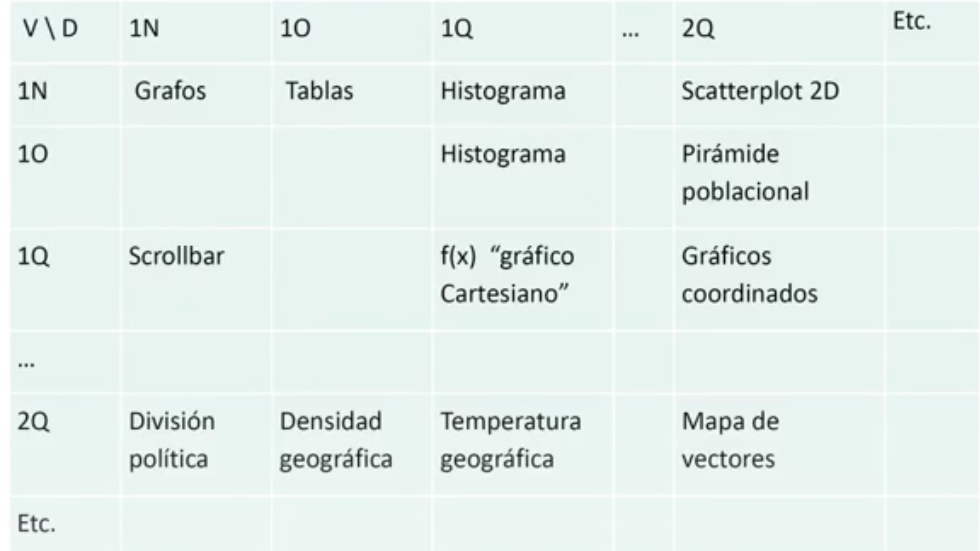 V \ D 1N 1O 1Q ... 2Q Etc.
1N Grafos Tablas Histograma Scatterplot 2D
1O Histograma Pirámide
poblacional
1Q Scrollbar f(x) “gráfico Gráficos
Cartesiano” coordinados
...
2Q División Densidad Temperatura Mapa de
política geográfica geográfica vectores
Etc.